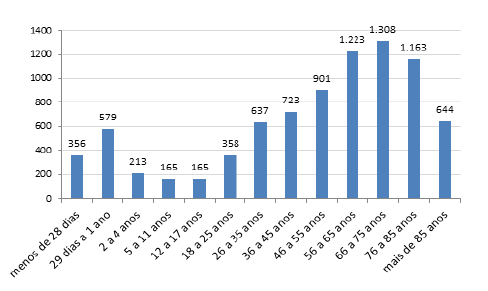 1400
1200
1000
800
600
400
200
0
356
579
213
165
165
358
637
723
901
1.223
1.308
1.163
644
menos de 28 dias
29 dias a 1 ano
2 a 4 anos
5 a 11 anos
12 a 17 anos
18 a 25 anos
26 a 35 anos
36 a 45 anos
46 a 55 anos
56 a 65 anos
66 a 75 anos
76 a 85 anos
mais de 85 anos